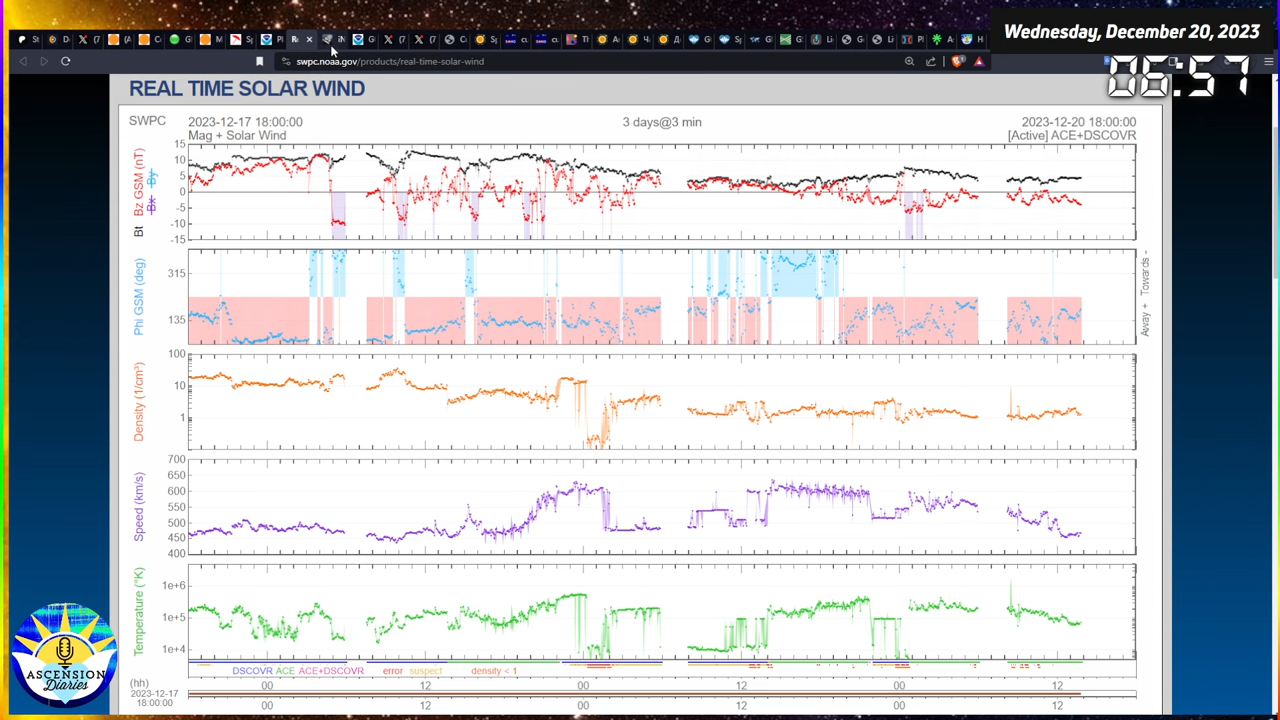 Wednesday, December 20, 2023
06:57
swpc.noaa.gov/products/real-time-solar-wind
REAL TIME SOLAR WIND
SWPC
2023-12-17 18:00:00
3 days@3 min
2023-12-20 18:00:00
Mag + Solar Wind
[Active] ACE+DSCOVR
Bt Bz GSM (nT)
Bx By
15
10
5
0
-5
-10
-15
Phi GSM (deg)
315
135
Away + Towards -
Density (1/cm³)
100
10
1
Speed (km/s)
700
650
600
550
500
450
400
Temperature (°K)
1e+6
1e+5
1e+4
DSCOVR ACE ACE+DSCOVR error suspect density < 1
(hh) 00 12 00 12 00 12
2023-12-17
18:00:00
00 12 00 12 00 12
ASCENSION
Diaries